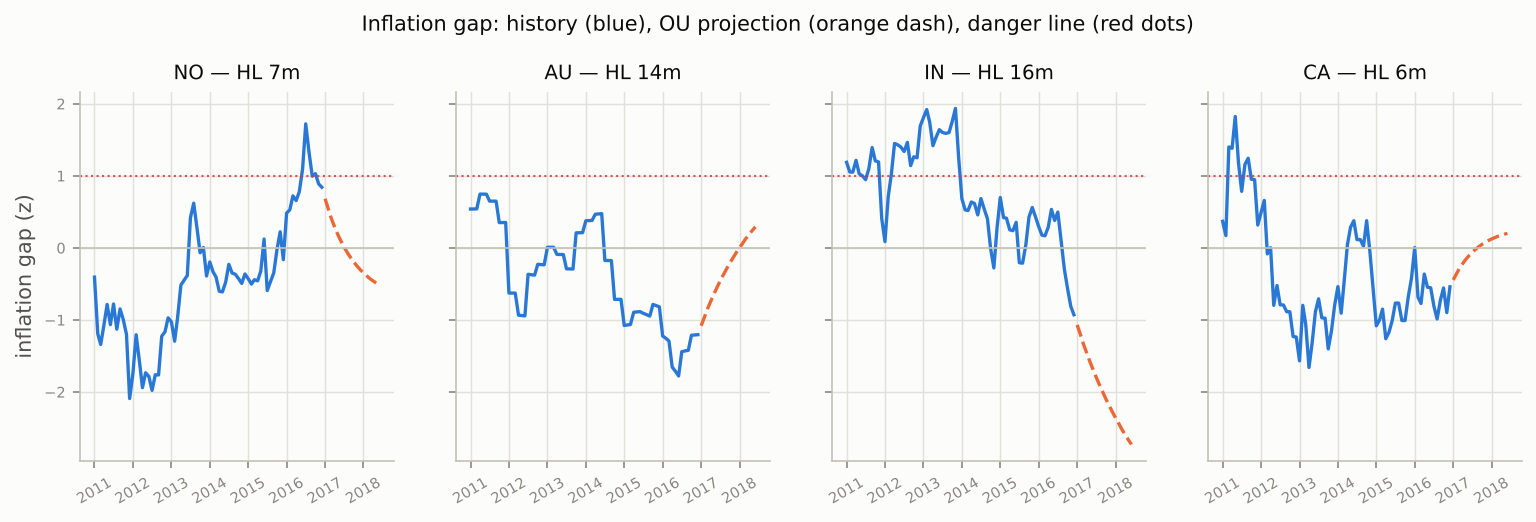 Inflation gap: history (blue), OU projection (orange dash), danger line (red dots)
NO — HL 7m
AU — HL 14m
IN — HL 16m
CA — HL 6m
inflation gap (z)
2
1
0
−1
−2
2011 2012 2013 2014 2015 2016 2017 2018
2011 2012 2013 2014 2015 2016 2017 2018
2011 2012 2013 2014 2015 2016 2017 2018
2011 2012 2013 2014 2015 2016 2017 2018